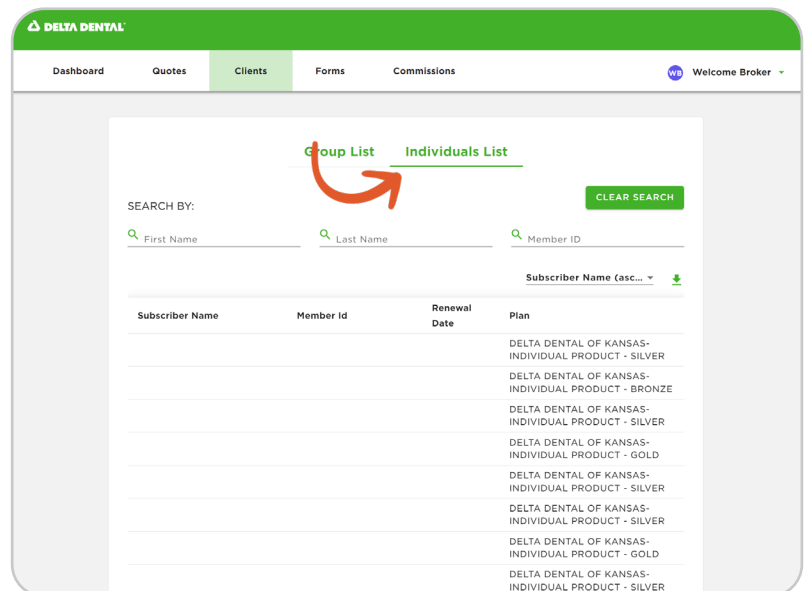 DELTA DENTAL
Dashboard Quotes Clients Forms Commissions WB Welcome Broker
Group List Individuals List
SEARCH BY: CLEAR SEARCH
First Name Last Name Member ID
Subscriber Name (asc...
Subscriber Name Member Id Renewal Date Plan
DELTA DENTAL OF KANSAS-
INDIVIDUAL PRODUCT - SILVER
DELTA DENTAL OF KANSAS-
INDIVIDUAL PRODUCT - BRONZE
DELTA DENTAL OF KANSAS-
INDIVIDUAL PRODUCT - SILVER
DELTA DENTAL OF KANSAS-
INDIVIDUAL PRODUCT - GOLD
DELTA DENTAL OF KANSAS-
INDIVIDUAL PRODUCT - SILVER
DELTA DENTAL OF KANSAS-
INDIVIDUAL PRODUCT - SILVER
DELTA DENTAL OF KANSAS-
INDIVIDUAL PRODUCT - GOLD
DELTA DENTAL OF KANSAS-
INDIVIDUAL PRODUCT - SILVER